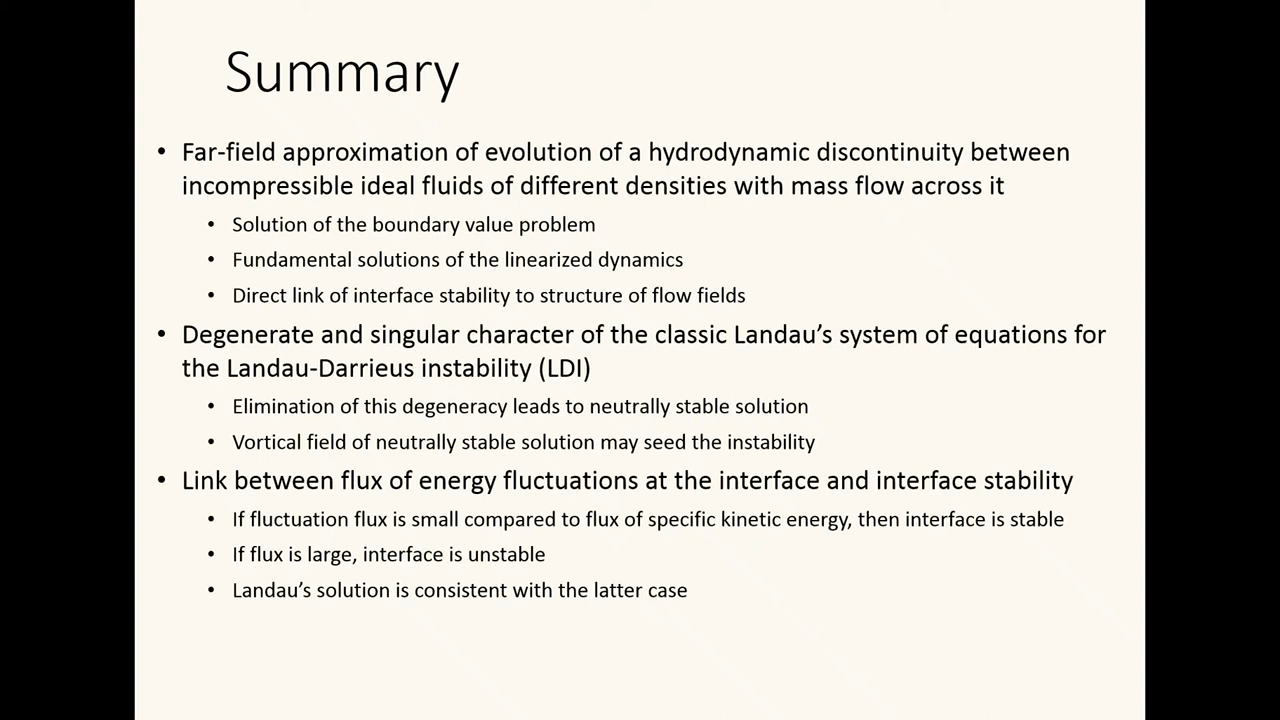 Summary
• Far-field approximation of evolution of a hydrodynamic discontinuity between
incompressible ideal fluids of different densities with mass flow across it
• Solution of the boundary value problem
• Fundamental solutions of the linearized dynamics
• Direct link of interface stability to structure of flow fields
• Degenerate and singular character of the classic Landau’s system of equations for
the Landau-Darrieus instability (LDI)
• Elimination of this degeneracy leads to neutrally stable solution
• Vortical field of neutrally stable solution may seed the instability
• Link between flux of energy fluctuations at the interface and interface stability
• If fluctuation flux is small compared to flux of specific kinetic energy, then interface is stable
• If flux is large, interface is unstable
• Landau’s solution is consistent with the latter case